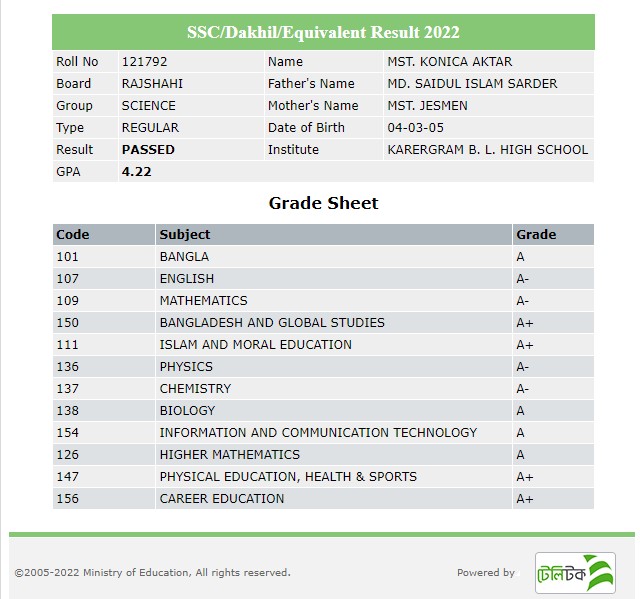 SSC/Dakhil/Equivalent Result 2022
Roll No 121792 Name MST. KONICA AKTAR
Board RAJSHAHI Father's Name MD. SAIDUL ISLAM SARDER
Group SCIENCE Mother's Name MST. JESMEN
Type REGULAR Date of Birth 04-03-05
Result PASSED Institute KARERGRAM B. L. HIGH SCHOOL
GPA 4.22
Grade Sheet
Code Subject Grade
101 BANGLA A
107 ENGLISH A-
109 MATHEMATICS A-
150 BANGLADESH AND GLOBAL STUDIES A+
111 ISLAM AND MORAL EDUCATION A+
136 PHYSICS A-
137 CHEMISTRY A-
138 BIOLOGY A
154 INFORMATION AND COMMUNICATION TECHNOLOGY A
126 HIGHER MATHEMATICS A
147 PHYSICAL EDUCATION, HEALTH & SPORTS A+
156 CAREER EDUCATION A+
©2005-2022 Ministry of Education, All rights reserved. Powered by টেলিটক